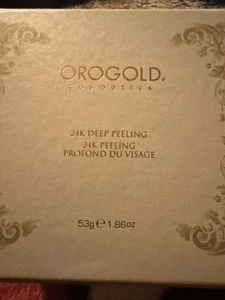 OROGOLD®
cosmetics
24K DEEP PEELING
24K PEELING
PROFOND DU VISAGE
53g℮1.86oz